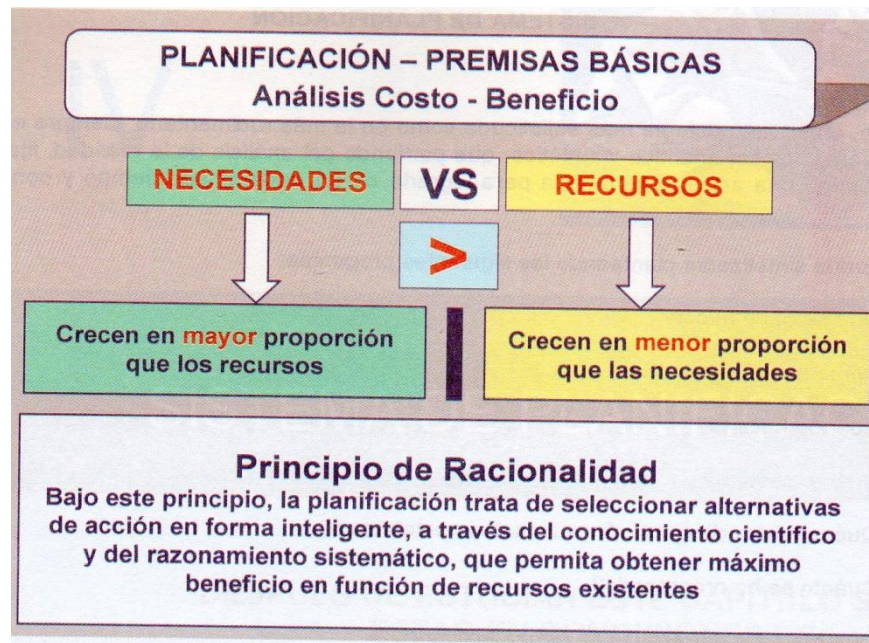 SISTEMA DE PLANIFICACIÓN
PLANIFICACIÓN – PREMISAS BÁSICAS
Análisis Costo - Beneficio
NECESIDADES VS RECURSOS
>
Crecen en mayor proporción
que los recursos
Crecen en menor proporción
que las necesidades
Principio de Racionalidad
Bajo este principio, la planificación trata de seleccionar alternativas
de acción en forma inteligente, a través del conocimiento científico
y del razonamiento sistemático, que permita obtener máximo
beneficio en función de recursos existentes